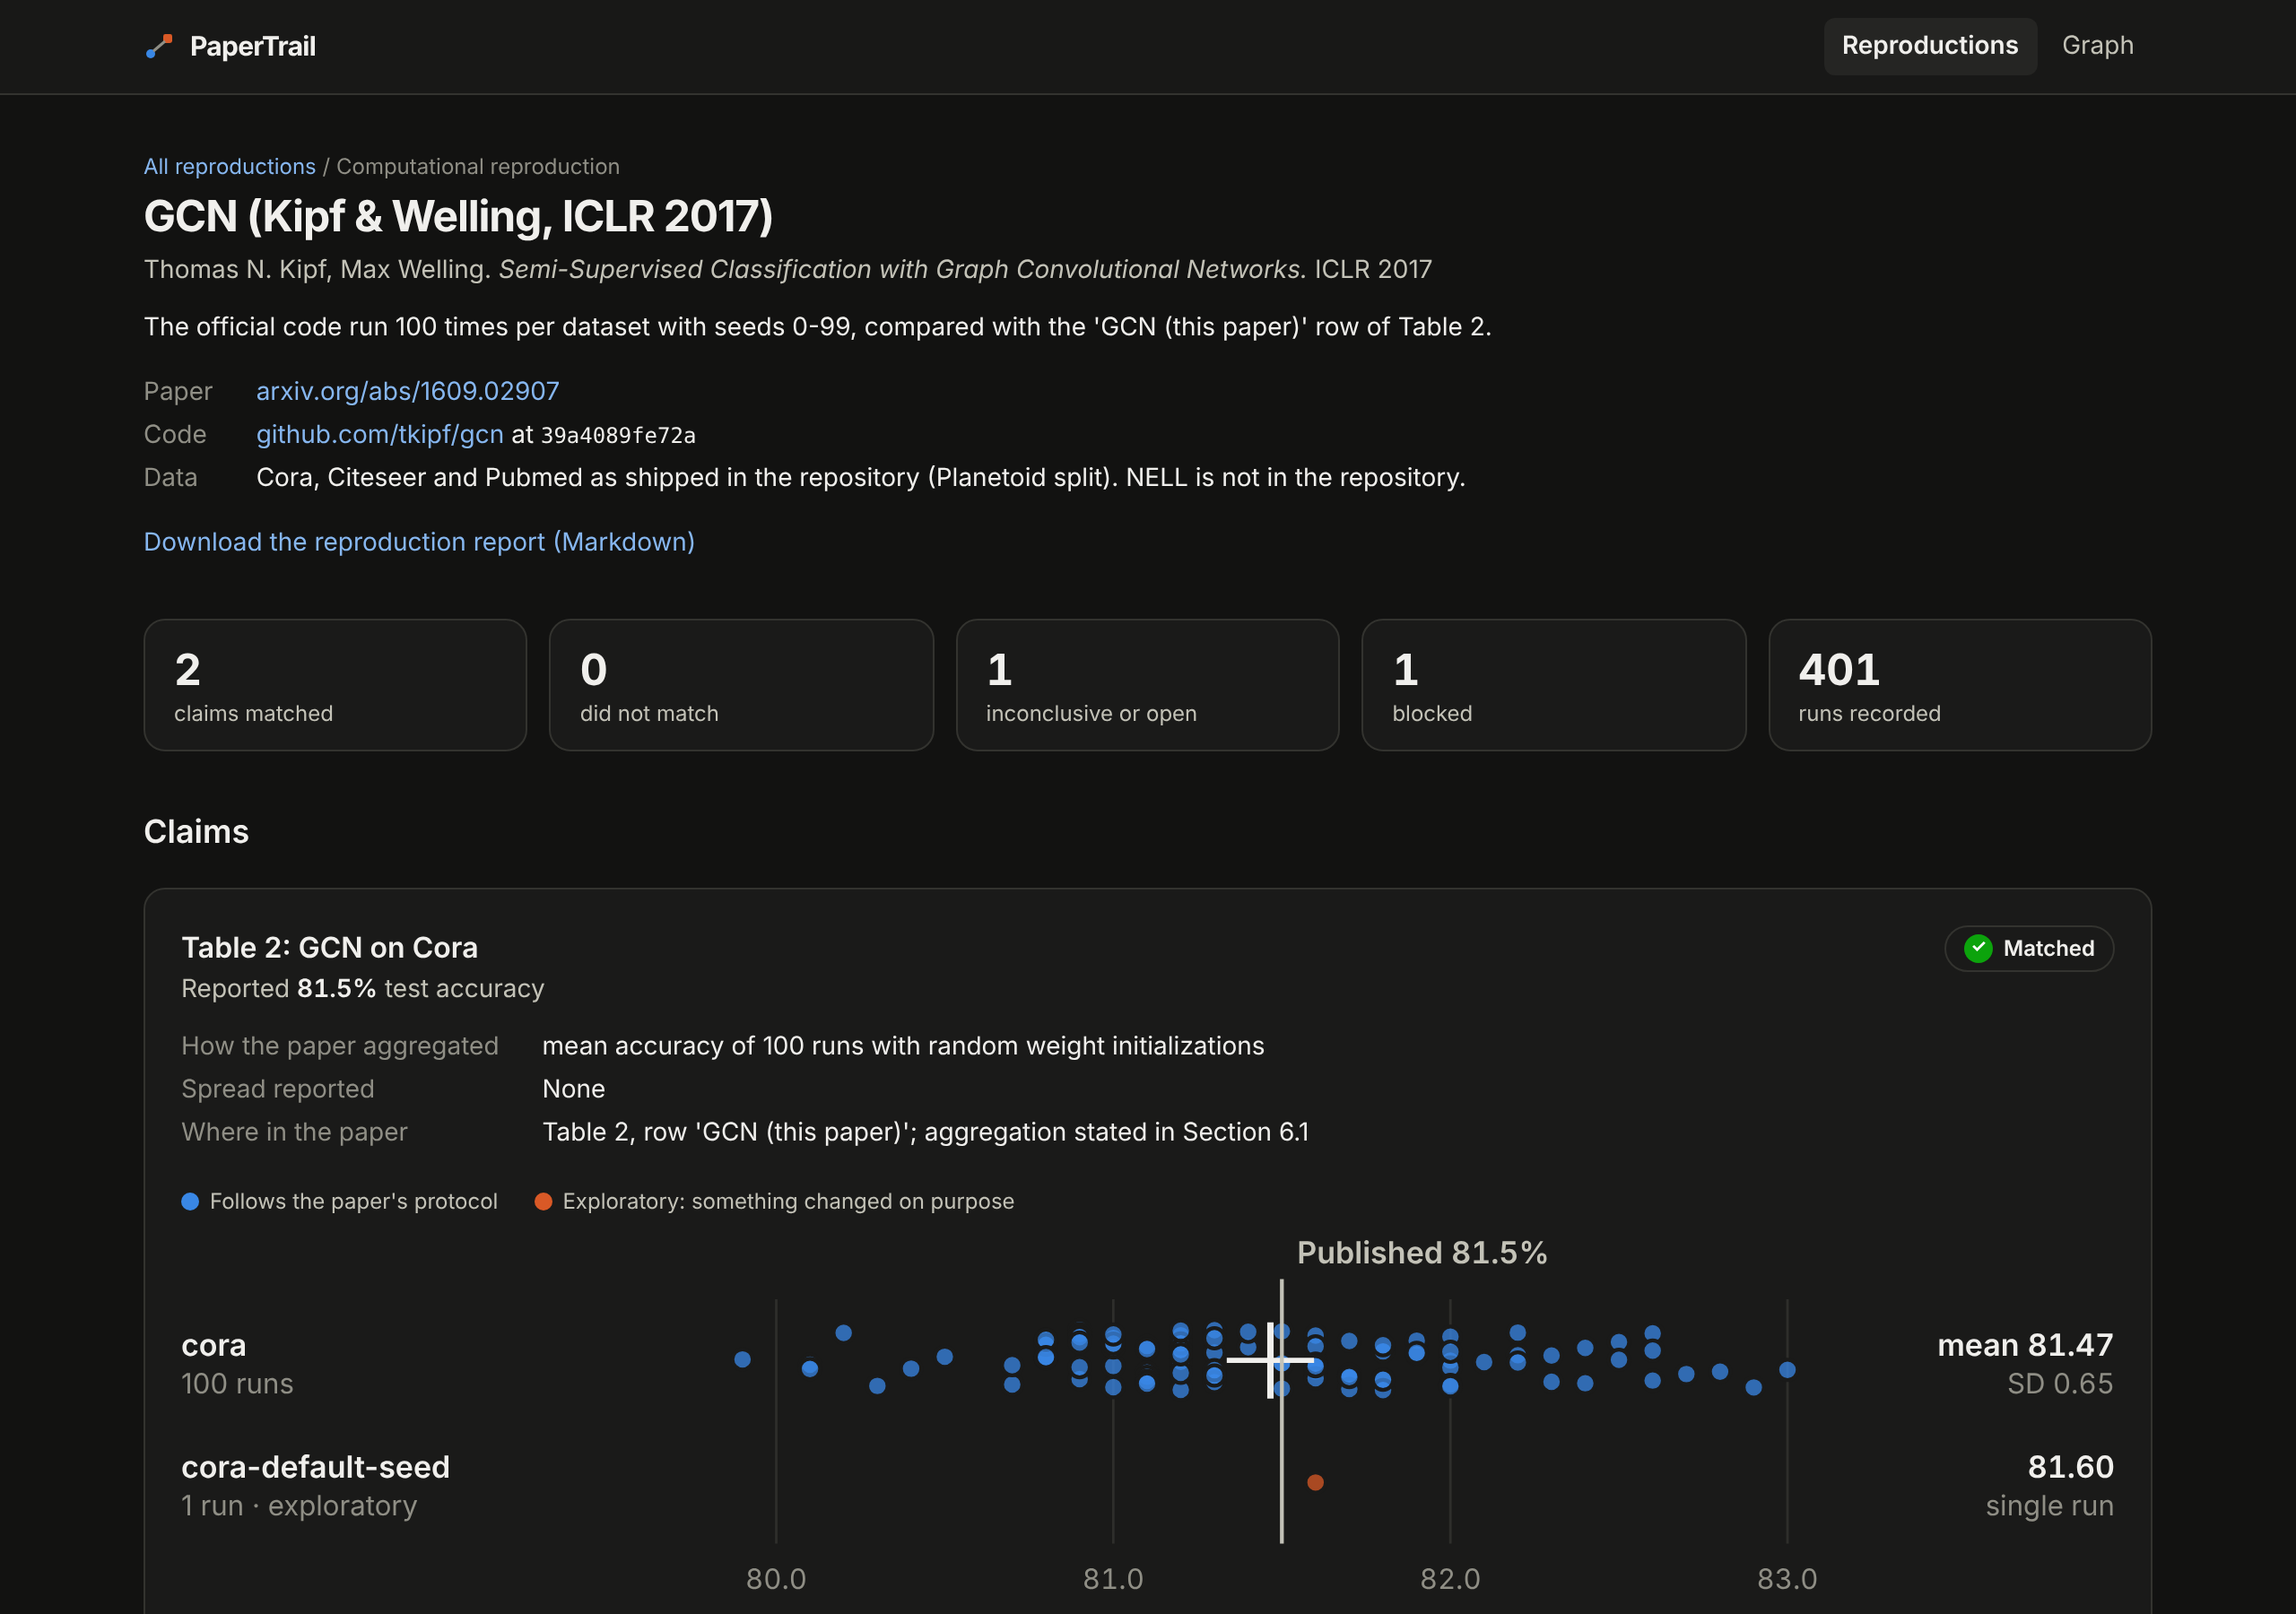 PaperTrail
Reproductions
Graph
All reproductions / Computational reproduction
GCN (Kipf & Welling, ICLR 2017)
Thomas N. Kipf, Max Welling. Semi-Supervised Classification with Graph Convolutional Networks. ICLR 2017
The official code run 100 times per dataset with seeds 0-99, compared with the 'GCN (this paper)' row of Table 2.
Paper arxiv.org/abs/1609.02907
Code github.com/tkipf/gcn at 39a4089fe72a
Data Cora, Citeseer and Pubmed as shipped in the repository (Planetoid split). NELL is not in the repository.
Download the reproduction report (Markdown)
2
claims matched
0
did not match
1
inconclusive or open
1
blocked
401
runs recorded
Claims
Table 2: GCN on Cora
Matched
Reported 81.5% test accuracy
How the paper aggregated mean accuracy of 100 runs with random weight initializations
Spread reported None
Where in the paper Table 2, row 'GCN (this paper)'; aggregation stated in Section 6.1
Follows the paper's protocol
Exploratory: something changed on purpose
Published 81.5%
cora
100 runs
mean 81.47
SD 0.65
cora-default-seed
1 run · exploratory
81.60
single run
80.0 81.0 82.0 83.0